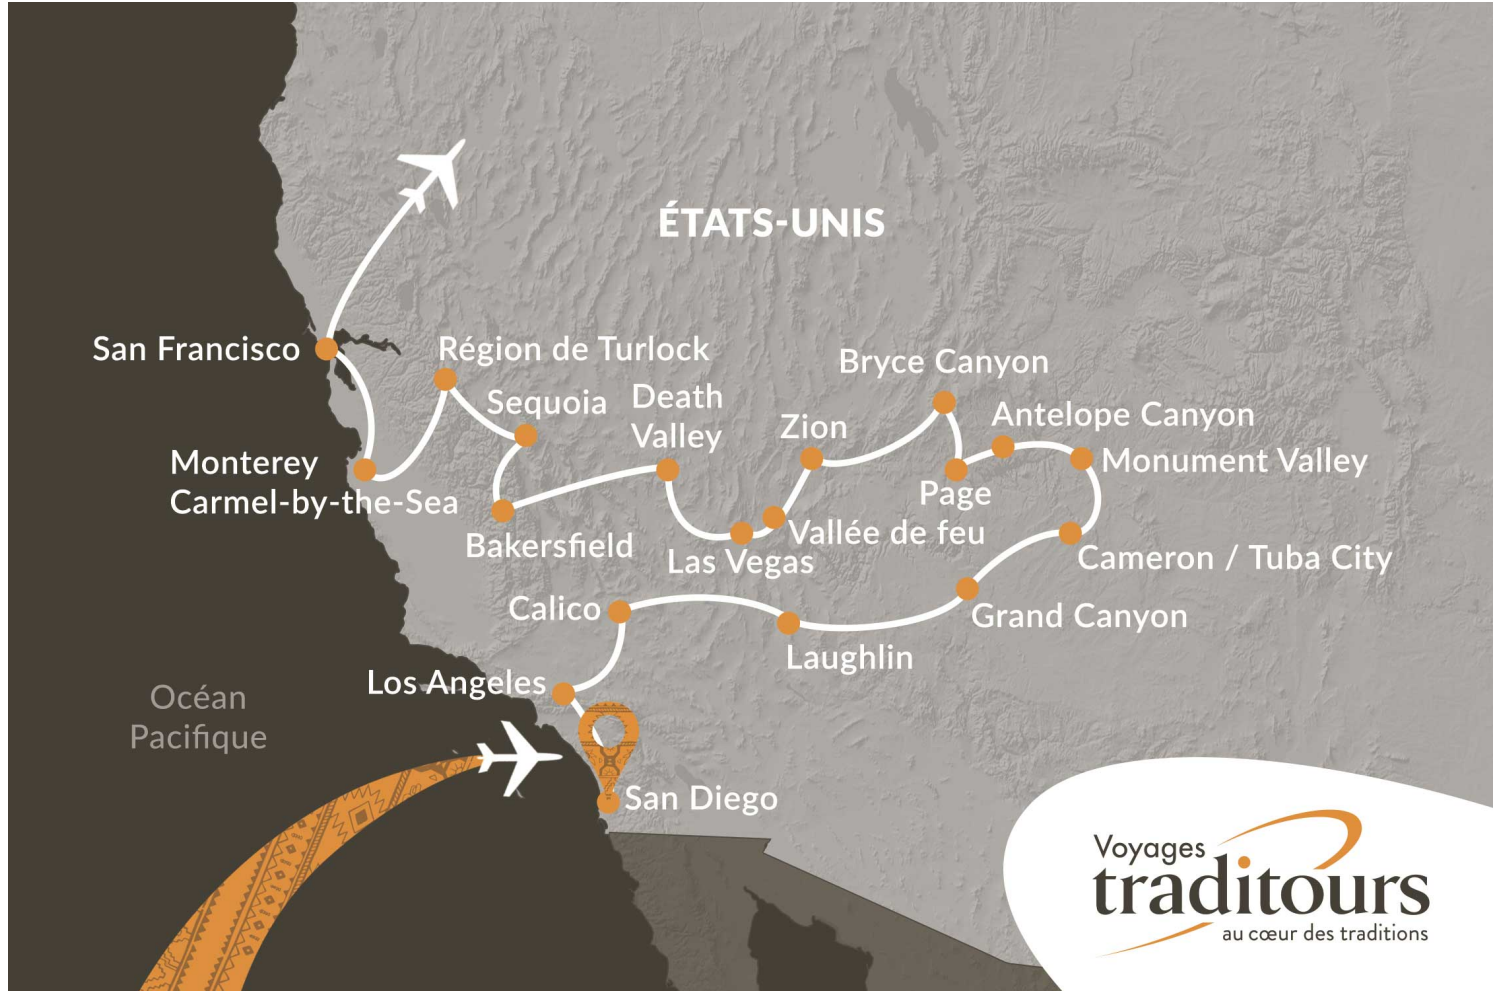 ÉTATS-UNIS
San Francisco
Région de Turlock
Bryce Canyon
Sequoia
Death
Valley
Zion
Antelope Canyon
Monterey
Carmel-by-the-Sea
Monument Valley
Page
Bakersfield
Las Vegas
Vallée de feu
Cameron / Tuba City
Calico
Grand Canyon
Laughlin
Los Angeles
Océan
Pacifique
San Diego
Voyages
traditours
au cœur des traditions